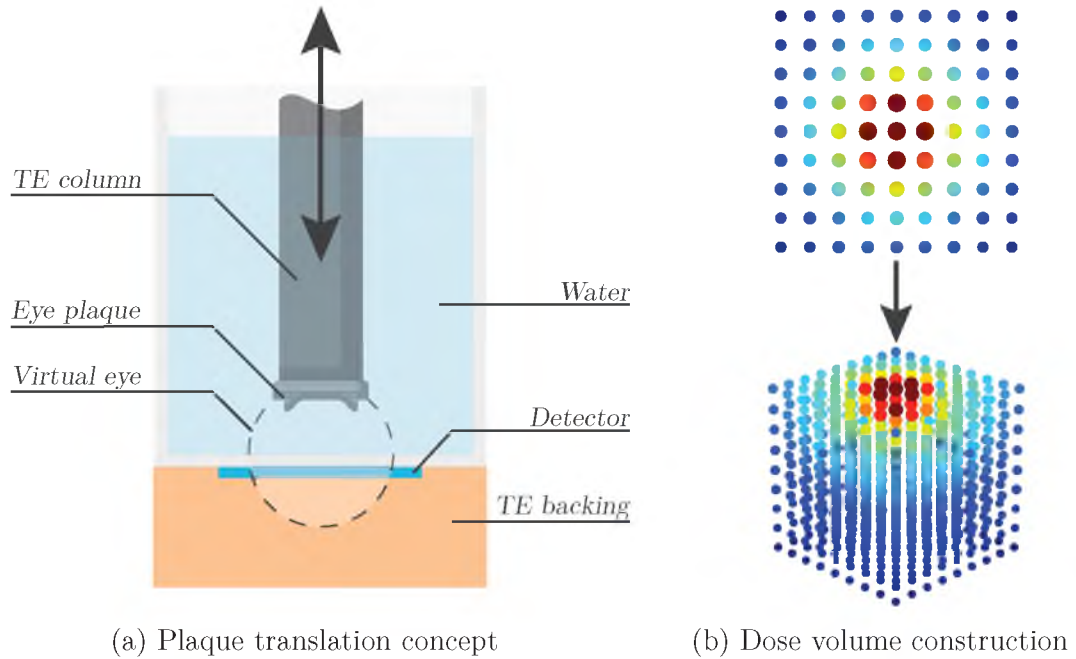 TE column
Eye plaque
Virtual eye
Water
Detector
TE backing
(a) Plaque translation concept
(b) Dose volume construction